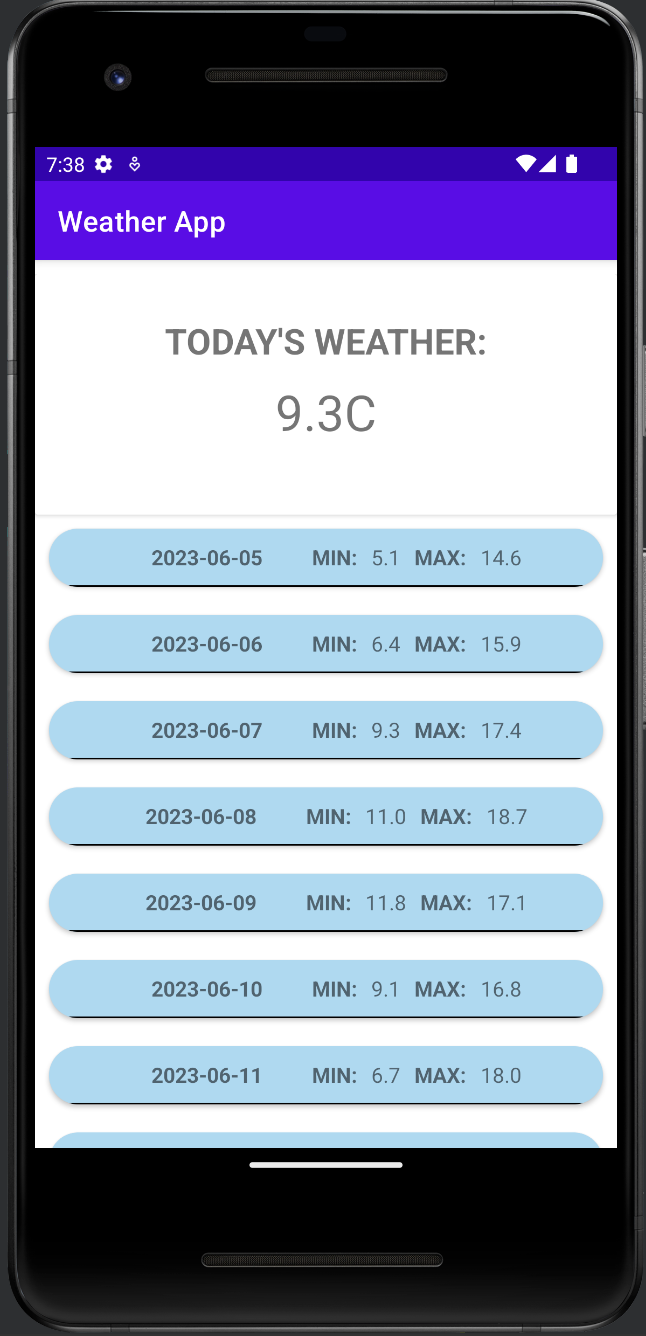 7:38
Weather App
TODAY'S WEATHER:
9.3C
2023-06-05 MIN: 5.1 MAX: 14.6
2023-06-06 MIN: 6.4 MAX: 15.9
2023-06-07 MIN: 9.3 MAX: 17.4
2023-06-08 MIN: 11.0 MAX: 18.7
2023-06-09 MIN: 11.8 MAX: 17.1
2023-06-10 MIN: 9.1 MAX: 16.8
2023-06-11 MIN: 6.7 MAX: 18.0